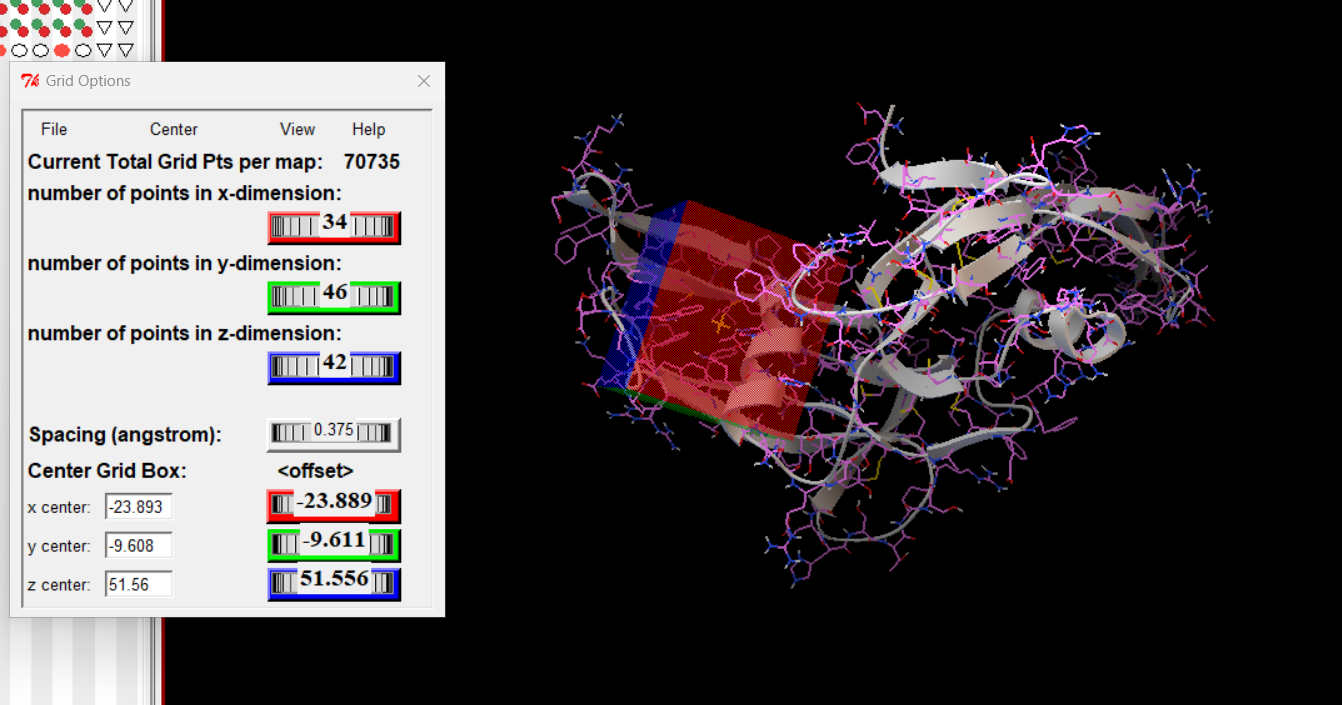 Grid Options
File Center View Help
Current Total Grid Pts per map: 70735
number of points in x-dimension:
34
number of points in y-dimension:
46
number of points in z-dimension:
42
Spacing (angstrom): 0.375
Center Grid Box: <offset>
x center: -23.893 -23.889
y center: -9.608 -9.611
z center: 51.56 51.556